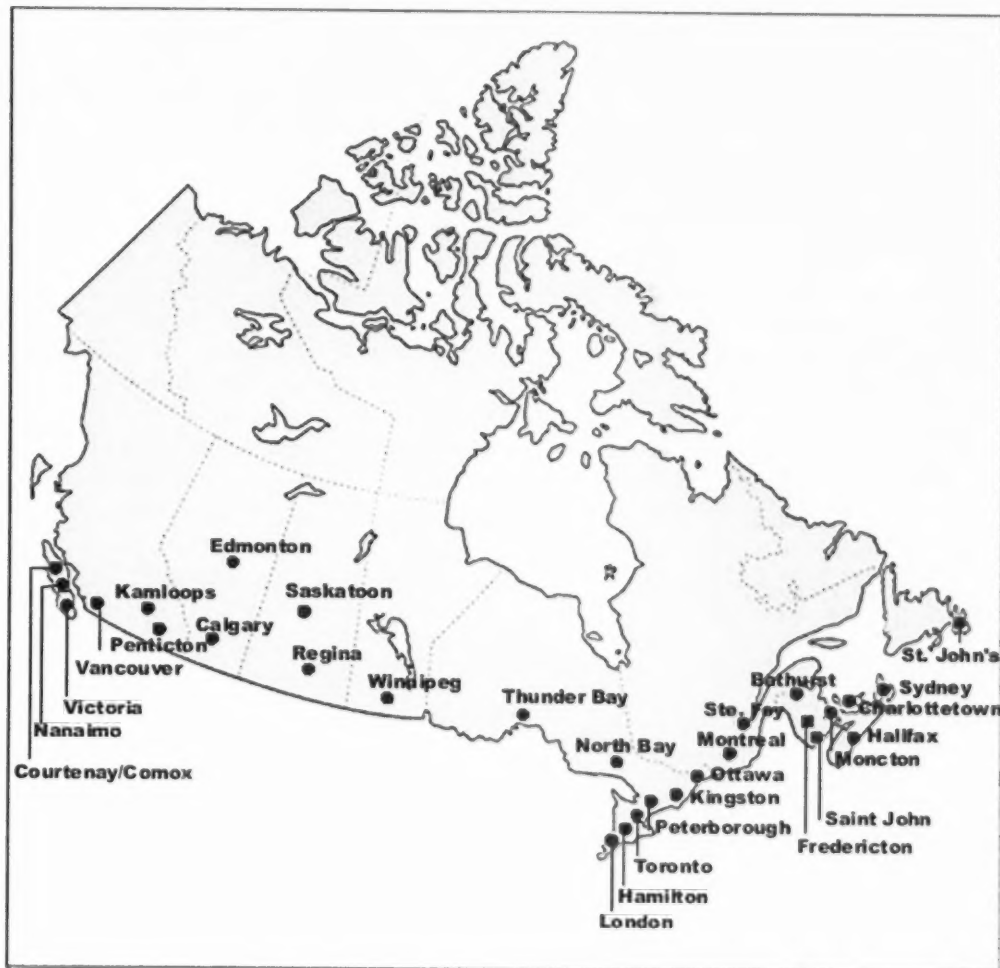 Edmonton
Kamloops
Saskatoon
Calgary
Penticton
Vancouver
Regina
Victoria
Winnipeg
Nanaimo
Courtenay/Comox
Thunder Bay
North Bay
St. John's
Bathurst
Sydney
Charlottetown
Ste. Foy
Halifax
Montreal
Moncton
Ottawa
Kingston
Saint John
Peterborough
Fredericton
Toronto
Hamilton
London